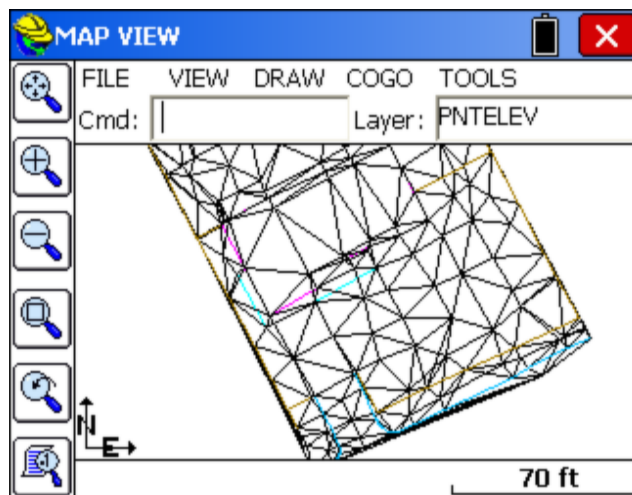 MAP VIEW
FILE VIEW DRAW COGO TOOLS
Cmd: Layer: PNTELEV
N
E
70 ft